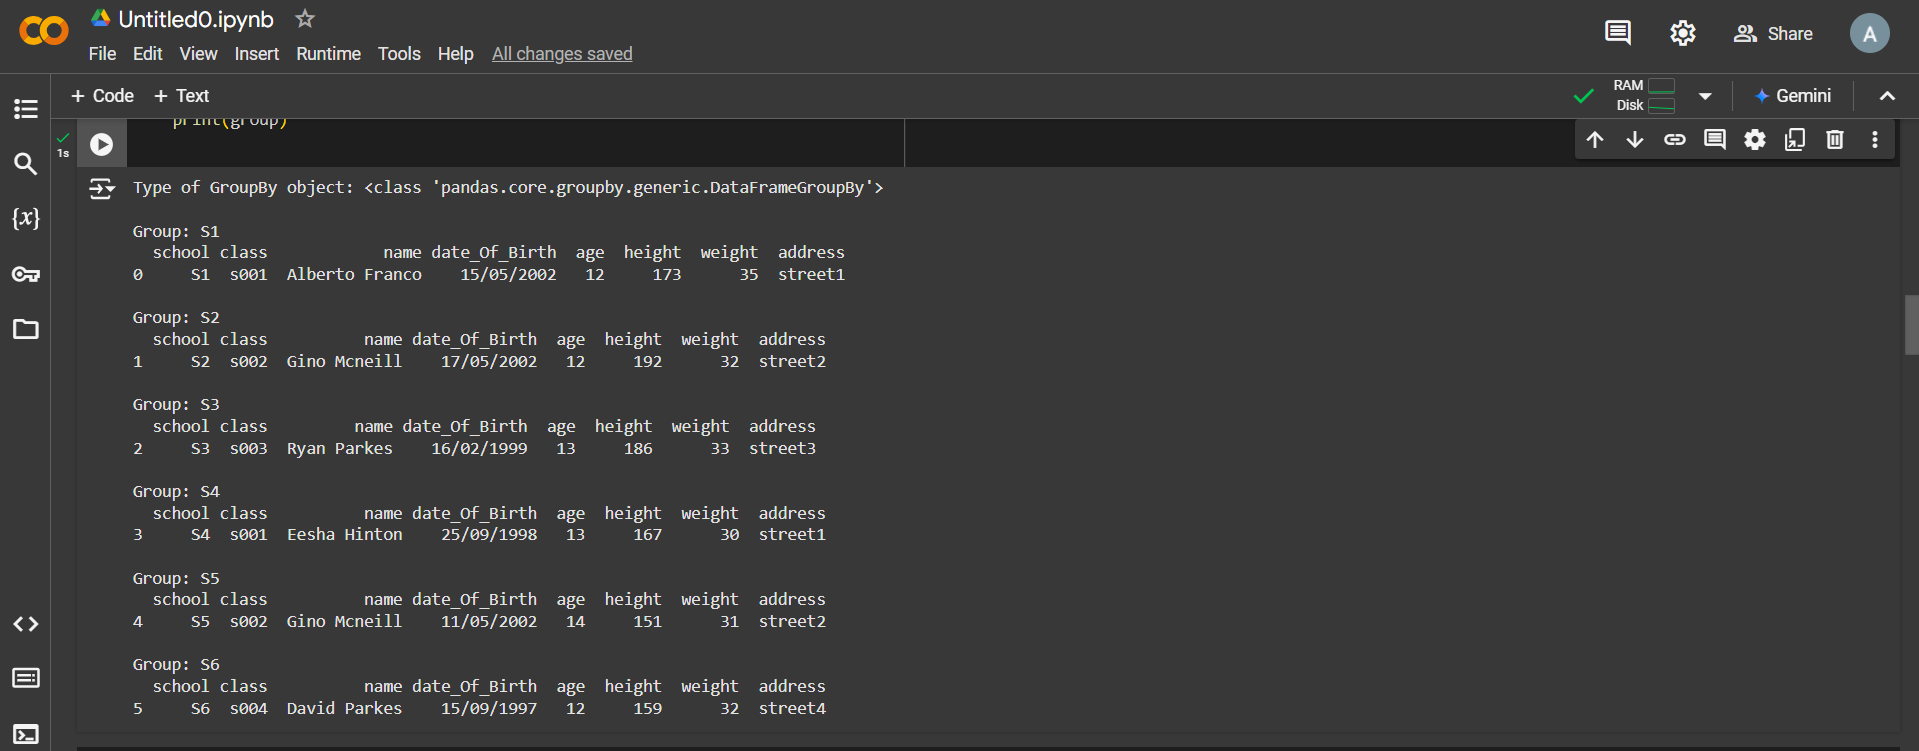 Untitled0.ipynb
File Edit View Insert Runtime Tools Help All changes saved
Share
A
+ Code + Text
RAM
Disk
Gemini
print(group)
1s
{x}
Type of GroupBy object: <class 'pandas.core.groupby.generic.DataFrameGroupBy'>
Group: S1
school class name date_Of_Birth age height weight address
0 S1 s001 Alberto Franco 15/05/2002 12 173 35 street1
Group: S2
school class name date_Of_Birth age height weight address
1 S2 s002 Gino Mcneill 17/05/2002 12 192 32 street2
Group: S3
school class name date_Of_Birth age height weight address
2 S3 s003 Ryan Parkes 16/02/1999 13 186 33 street3
Group: S4
school class name date_Of_Birth age height weight address
3 S4 s001 Eesha Hinton 25/09/1998 13 167 30 street1
Group: S5
school class name date_Of_Birth age height weight address
4 S5 s002 Gino Mcneill 11/05/2002 14 151 31 street2
Group: S6
school class name date_Of_Birth age height weight address
5 S6 s004 David Parkes 15/09/1997 12 159 32 street4